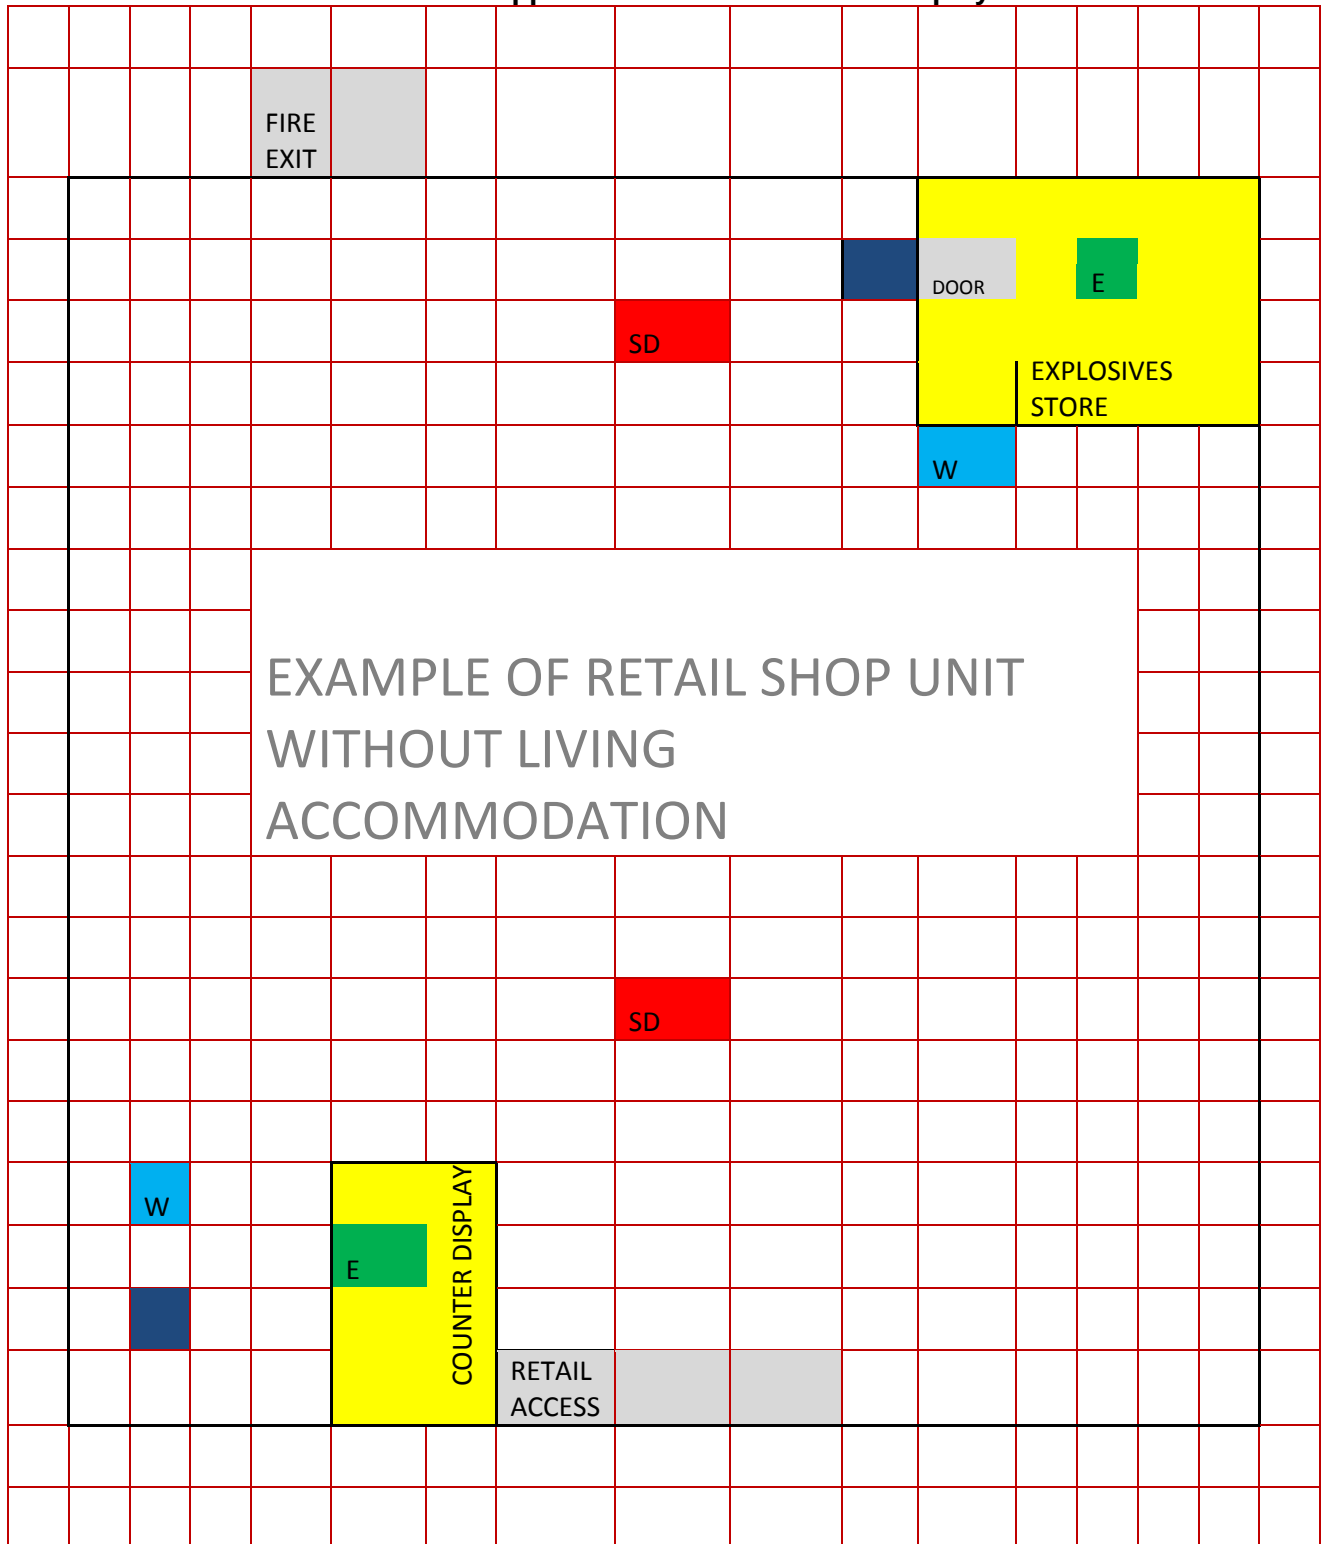 FIRE
EXIT
DOOR
E
SD
EXPLOSIVES
STORE
W
EXAMPLE OF RETAIL SHOP UNIT
WITHOUT LIVING
ACCOMMODATION
SD
W
COUNTER DISPLAY
E
RETAIL
ACCESS